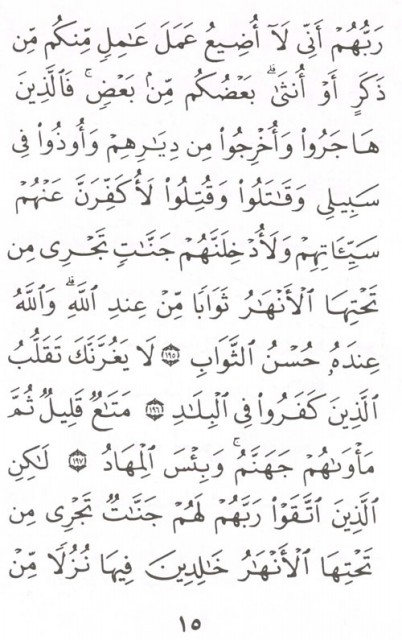 رَبُّهُمۡ أَنِّي لَآ أُضِيعُ عَمَلَ عَٰمِلٖ مِّنكُم مِّن
ذَكَرٍ أَوۡ أُنثَىٰۖ بَعۡضُكُم مِّنۢ بَعۡضٖۚ فَٱلَّذِينَ
هَاجَرُواْ وَأُخۡرِجُواْ مِن دِيَٰرِهِمۡ وَأُوذُواْ فِي
سَبِيلِي وَقَٰتَلُواْ وَقُتِلُواْ لَأُكَفِّرَنَّ عَنۡهُمۡ
سَيِّـَٔاتِهِمۡ وَلَأُدۡخِلَنَّهُمۡ جَنَّٰتٖ تَجۡرِي مِن
تَحۡتِهَا ٱلۡأَنۡهَٰرُ ثَوَابٗا مِّنۡ عِندِ ٱللَّهِۖ وَٱللَّهُ
عِندَهُۥ حُسۡنُ ٱلثَّوَابِ ١٩٥ لَا يَغُرَّنَّكَ تَقَلُّبُ
ٱلَّذِينَ كَفَرُواْ فِي ٱلۡبِلَٰدِ ١٩٦ مَتَٰعٞ قَلِيلٞ ثُمَّ
مَأۡوَىٰهُمۡ جَهَنَّمُۚ وَبِئۡسَ ٱلۡمِهَادُ ١٩٧ لَٰكِنِ
ٱلَّذِينَ ٱتَّقَوۡاْ رَبَّهُمۡ لَهُمۡ جَنَّٰتٞ تَجۡرِي مِن
تَحۡتِهَا ٱلۡأَنۡهَٰرُ خَٰلِدِينَ فِيهَا نُزُلٗا مِّنۡ
١٥